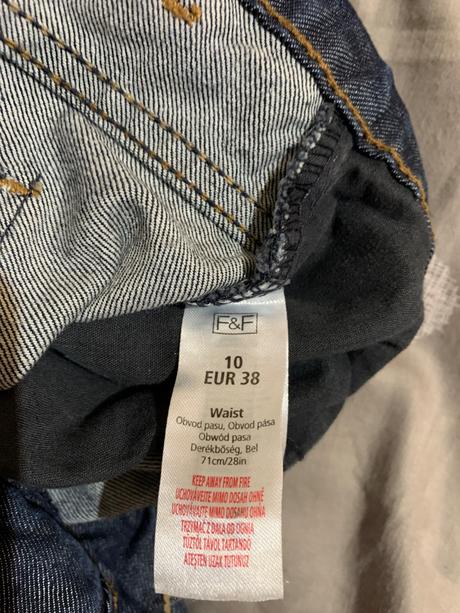 F&F
10
EUR 38
Waist
Obvod pasu, Obvod pása
Obwód pasa
Derékbőség, Bel
71cm/28in
KEEP AWAY FROM FIRE
UCHOVÁVEJTE MIMO DOSAH OHNĚ
UCHOVÁVAJTE MIMO DOSAHU OHŇA
TRZYMAĆ Z DALA OD OGNIA
TŰZTŐL TÁVOL TARTANDÓ
ATEŞTEN UZAK TUTUNUZ